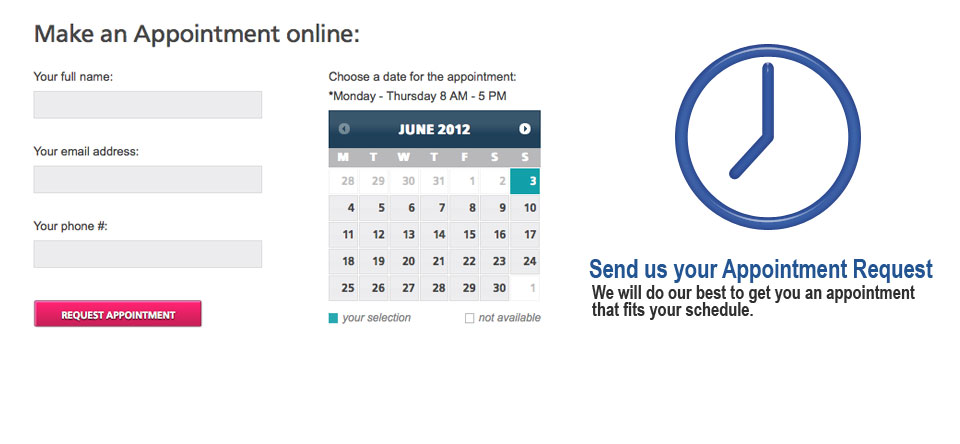 Make an Appointment online:
Your full name:
Your email address:
Your phone #:
REQUEST APPOINTMENT
Choose a date for the appointment:
*Monday - Thursday 8 AM - 5 PM
JUNE 2012
M T W T F S S
28 29 30 31 1 2 3
4 5 6 7 8 9 10
11 12 13 14 15 16 17
18 19 20 21 22 23 24
25 26 27 28 29 30 1
your selection not available
Send us your Appointment Request
We will do our best to get you an appointment
that fits your schedule.